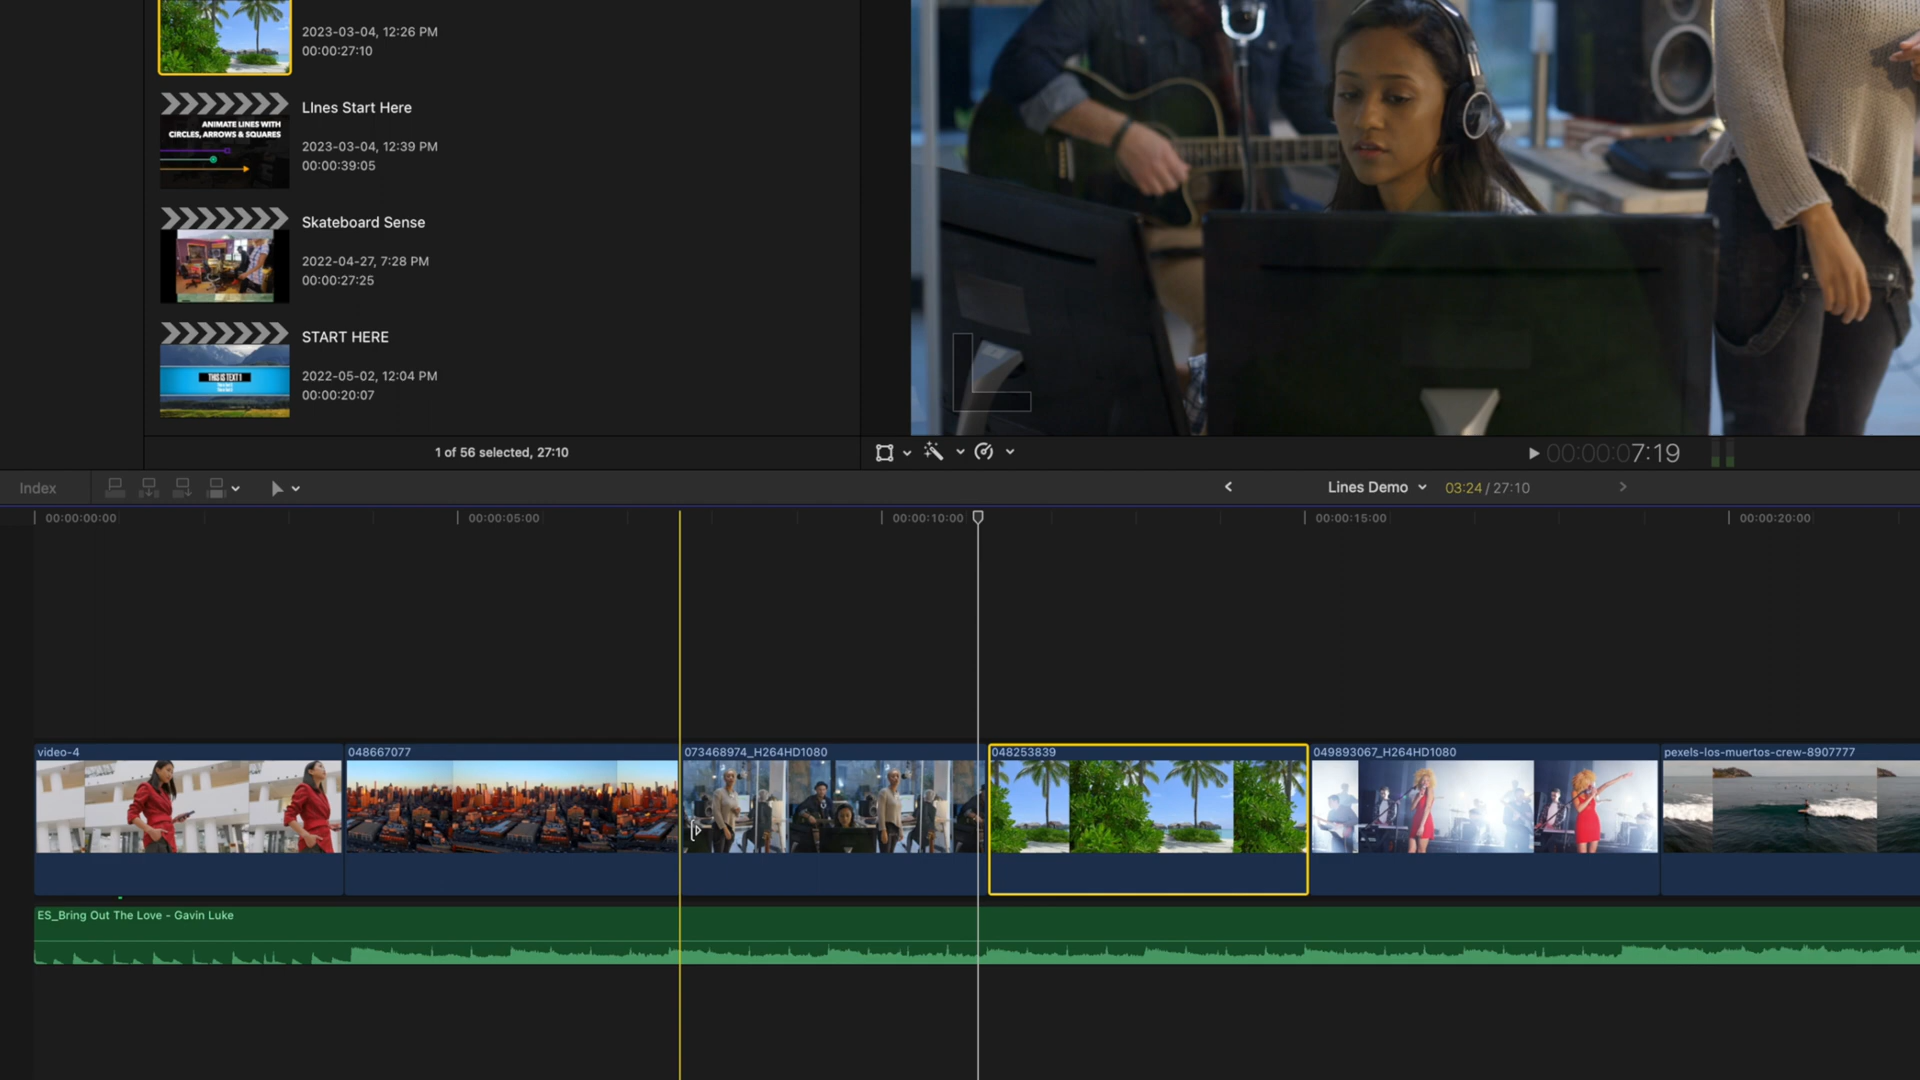 2023-03-04, 12:26 PM
00:00:27:10
LInes Start Here
ANIMATE LINES WITH
CIRCLES, ARROWS & SQUARES
2023-03-04, 12:39 PM
00:00:39:05
Skateboard Sense
2022-04-27, 7:28 PM
00:00:27:25
START HERE
THIS IS TEXT 1
2022-05-02, 12:04 PM
00:00:20:07
1 of 56 selected, 27:10
00:00:07:19
Index
Lines Demo
03:24 / 27:10
00:00:00:00
00:00:05:00
00:00:10:00
00:00:15:00
00:00:20:00
video-4
048667077
073468974_H264HD1080
048253839
049893067_H264HD1080
pexels-los-muertos-crew-8907777
ES_Bring Out The Love - Gavin Luke